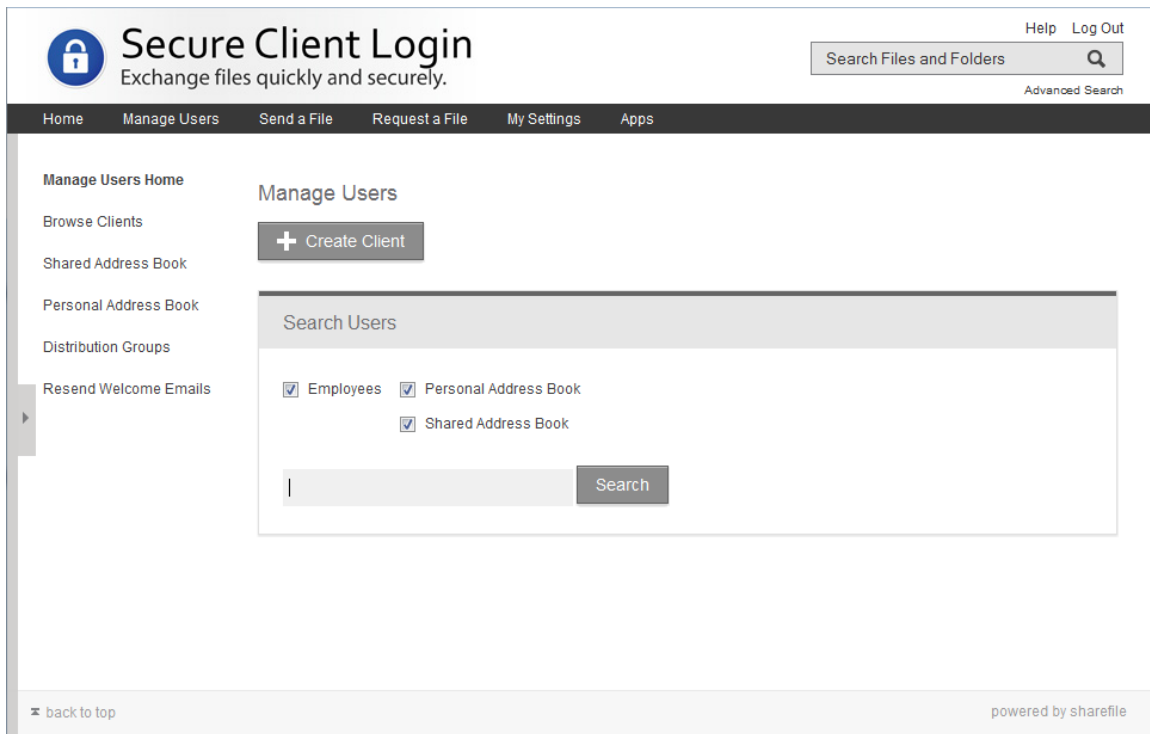 Secure Client Login
Exchange files quickly and securely.
Help Log Out
Search Files and Folders
Advanced Search
Home Manage Users Send a File Request a File My Settings Apps
Manage Users Home
Browse Clients
Shared Address Book
Personal Address Book
Distribution Groups
Resend Welcome Emails
Manage Users
Create Client
Search Users
Employees Personal Address Book
Shared Address Book
Search
back to top
powered by sharefile